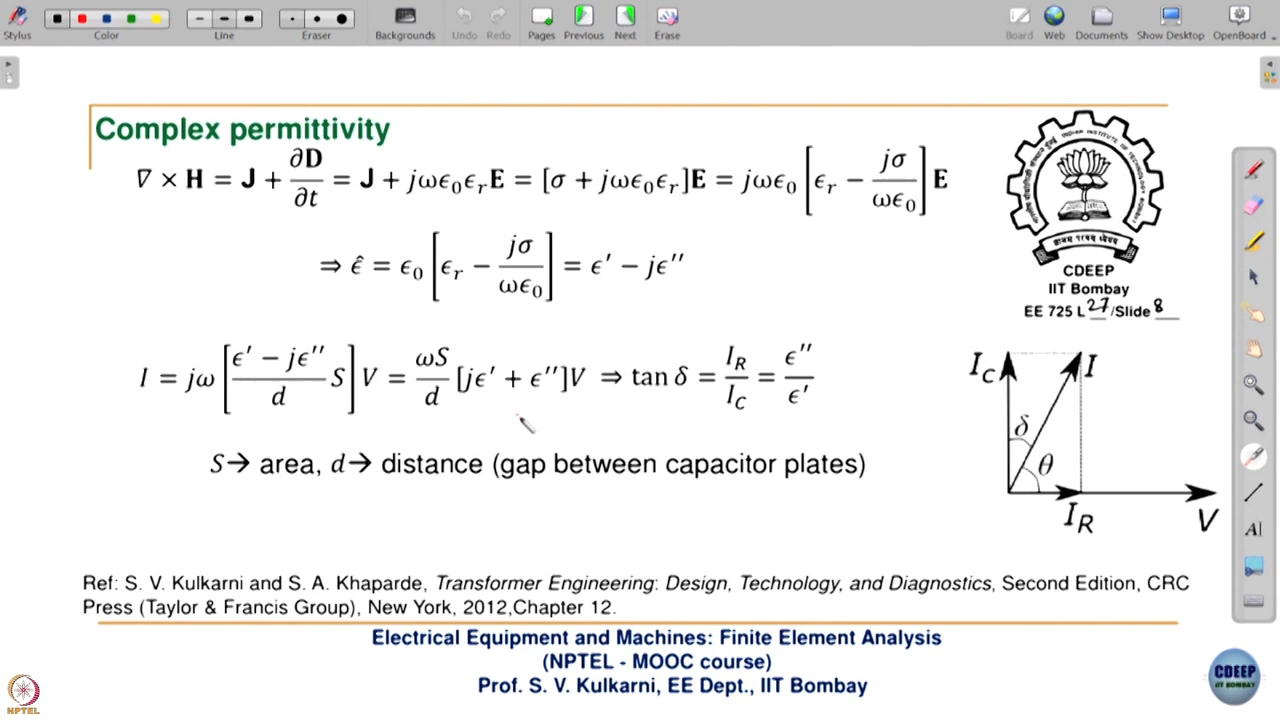 Stylus
Color
Line
Eraser
Backgrounds
Undo Redo
Pages
Previous
Next
Erase
Board
Web
Documents
Show Desktop
OpenBoard
Complex permittivity
∇ × H = J + ∂D/∂t = J + jωϵ₀ϵᵣE = [σ + jωϵ₀ϵᵣ]E = jωϵ₀[ϵᵣ − jσ/ωϵ₀]E
⇒ ϵ̂ = ϵ₀[ϵᵣ − jσ/ωϵ₀] = ϵ′ − jϵ′′
I = jω[(ϵ′ − jϵ′′)/d S]V = ωS/d [jϵ′ + ϵ′′]V ⇒ tan δ = I_R/I_C = ϵ′′/ϵ′
S→ area, d→ distance (gap between capacitor plates)
CDEEP
IIT Bombay
EE 725 L 27 /Slide 8
I_C
I
δ
θ
I_R
V
Ref: S. V. Kulkarni and S. A. Khaparde, Transformer Engineering: Design, Technology, and Diagnostics, Second Edition, CRC
Press (Taylor & Francis Group), New York, 2012,Chapter 12.
Electrical Equipment and Machines: Finite Element Analysis
(NPTEL - MOOC course)
Prof. S. V. Kulkarni, EE Dept., IIT Bombay
NPTEL
CDEEP
IIT BOMBAY